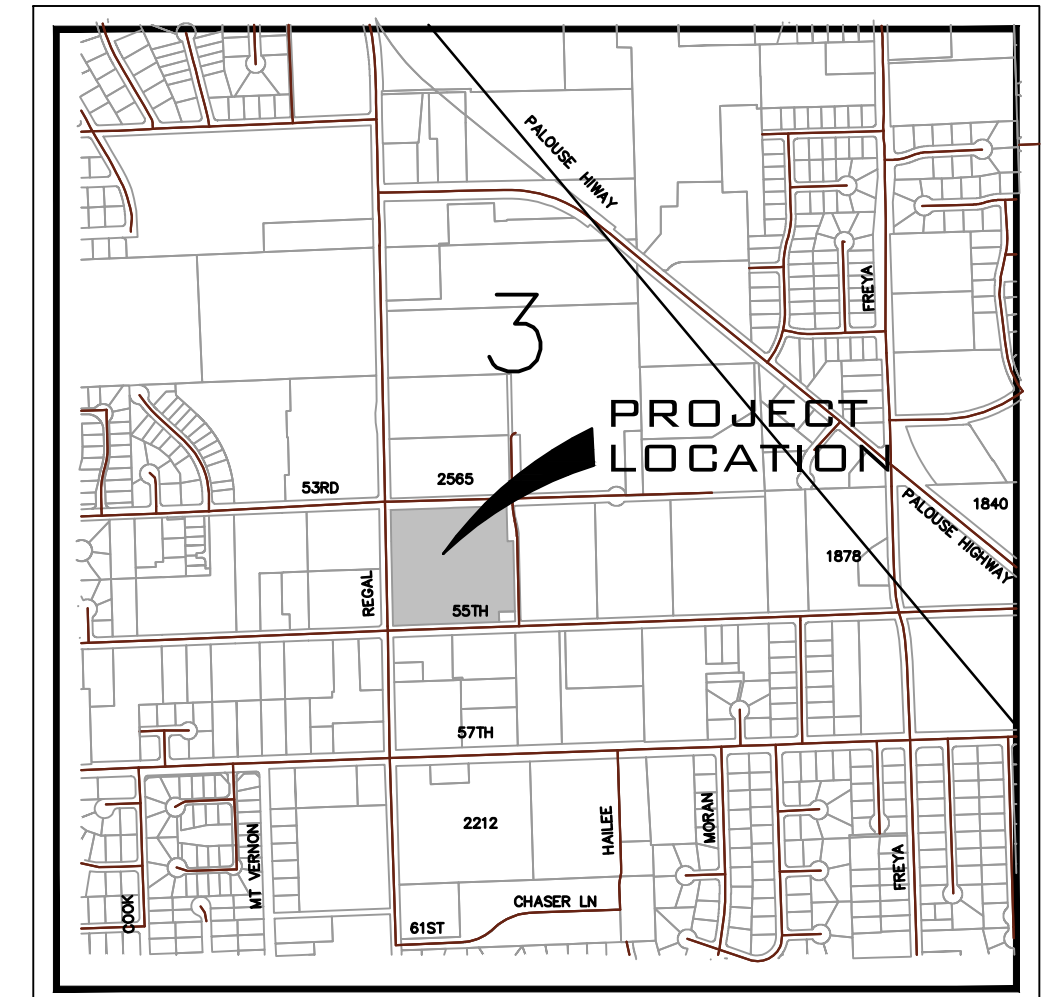 PALOUSE HIWAY
FREYA
3
PROJECT
LOCATION
53RD
2565
1840
PALOUSE HIGHWAY
1878
REGAL
55TH
57TH
2212
HAILEE
MORAN
MT VERNON
FREYA
COOK
CHASER LN
61ST